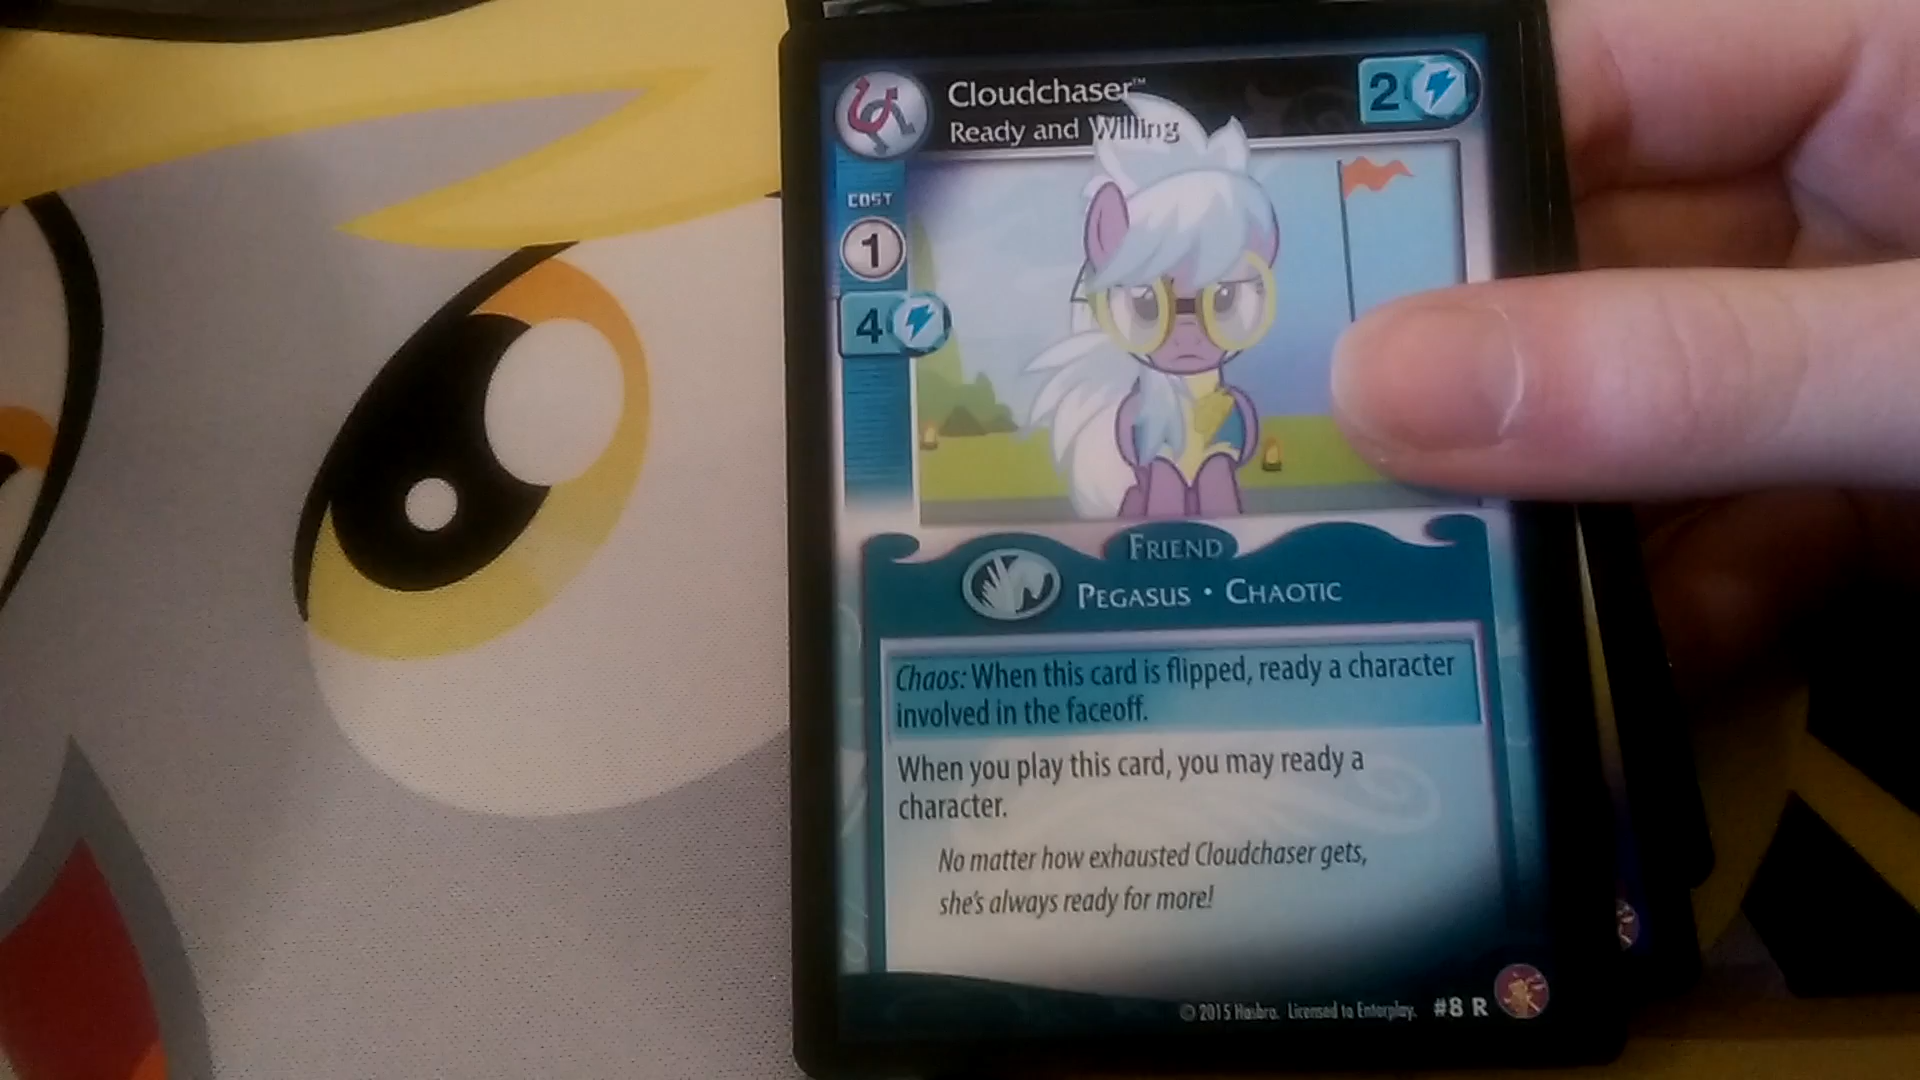 Cloudchaser™
Ready and Willing
2
COST
1
4
FRIEND
PEGASUS • CHAOTIC
Chaos: When this card is flipped, ready a character
involved in the faceoff.
When you play this card, you may ready a
character.
No matter how exhausted Cloudchaser gets,
she's always ready for more!
© 2015 Hasbro. Licensed to Enterplay. #8 R